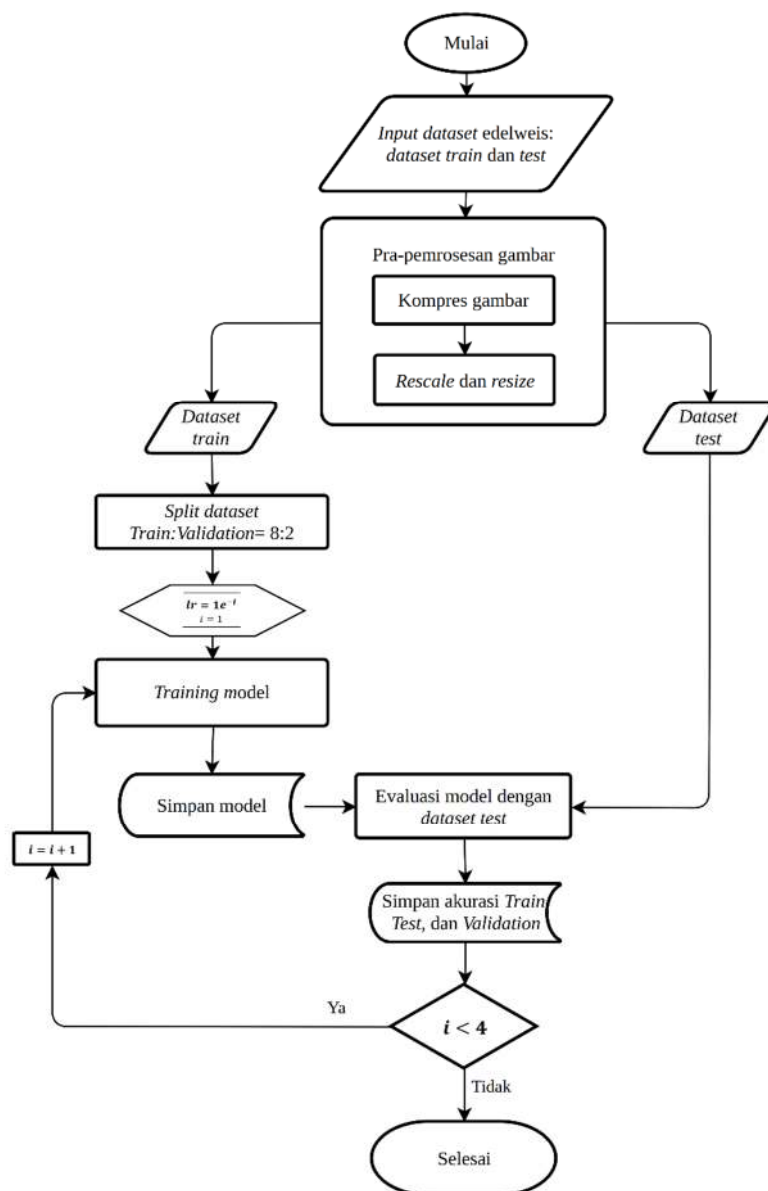 Mulai
Input dataset edelweis:
dataset train dan test
Pra-pemrosesan gambar
Kompres gambar
Rescale dan resize
Dataset
train
Dataset
test
Split dataset
Train:Validation= 8:2
lr = 1e⁻ⁱ
i = 1
Training model
Simpan model
Evaluasi model dengan
dataset test
i = i + 1
Simpan akurasi Train
Test, dan Validation
Ya
i < 4
Tidak
Selesai